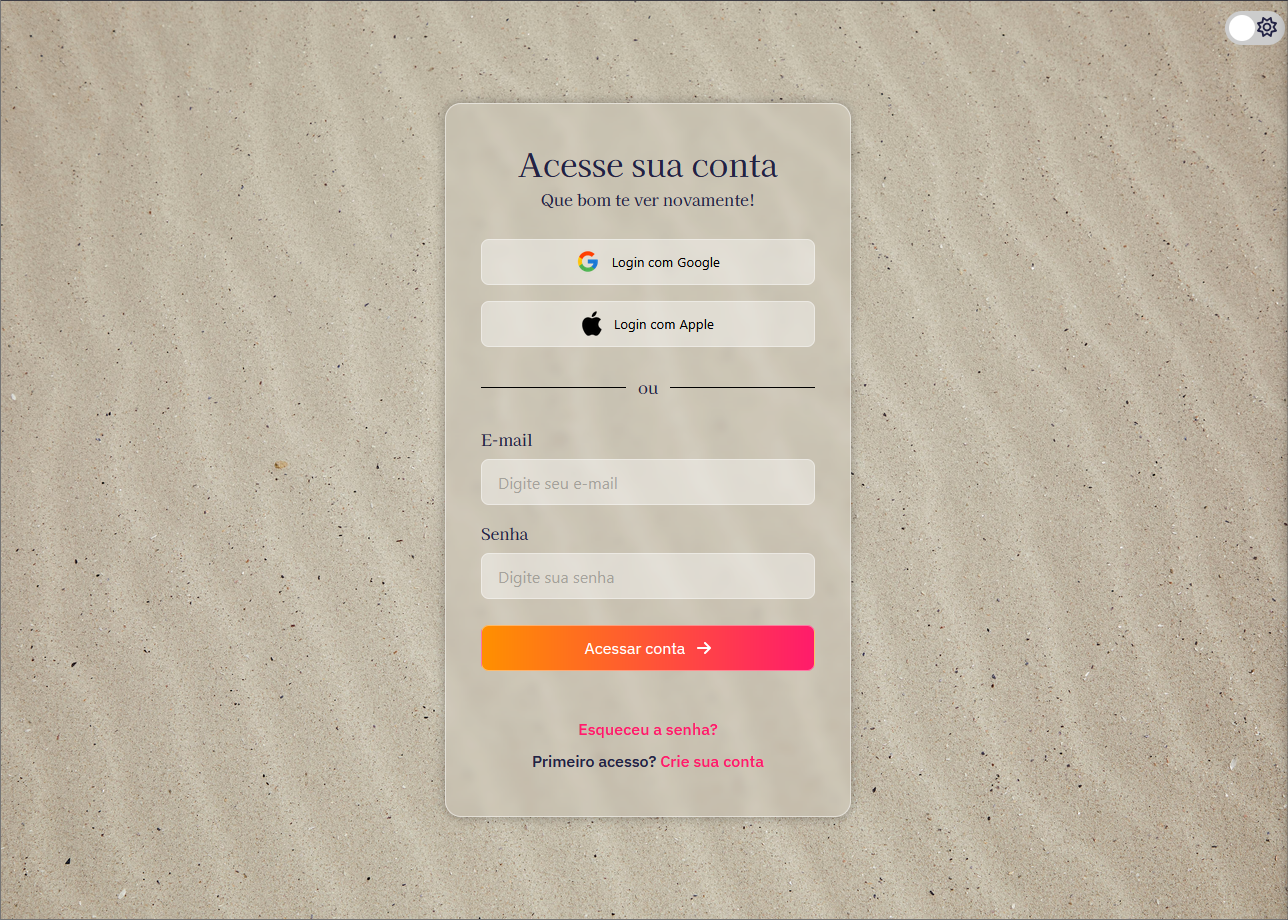 Acesse sua conta
Que bom te ver novamente!
Login com Google
Login com Apple
ou
E-mail
Digite seu e-mail
Senha
Digite sua senha
Acessar conta
Esqueceu a senha?
Primeiro acesso? Crie sua conta